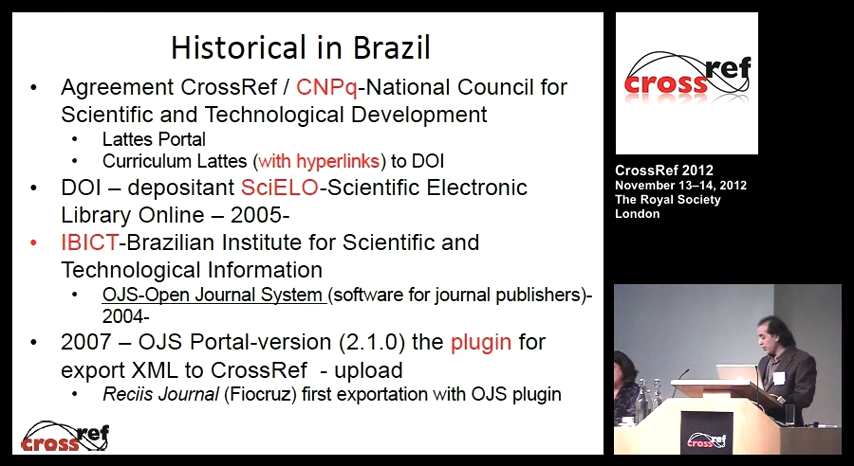 Historical in Brazil
• Agreement CrossRef / CNPq-National Council for
Scientific and Technological Development
• Lattes Portal
• Curriculum Lattes (with hyperlinks) to DOI
• DOI – depositant SciELO-Scientific Electronic
Library Online – 2005-
• IBICT-Brazilian Institute for Scientific and
Technological Information
• OJS-Open Journal System (software for journal publishers)-
2004-
• 2007 – OJS Portal-version (2.1.0) the plugin for
export XML to CrossRef - upload
• Reciis Journal (Fiocruz) first exportation with OJS plugin
crossref
crossref
CrossRef 2012
November 13–14, 2012
The Royal Society
London
crossref